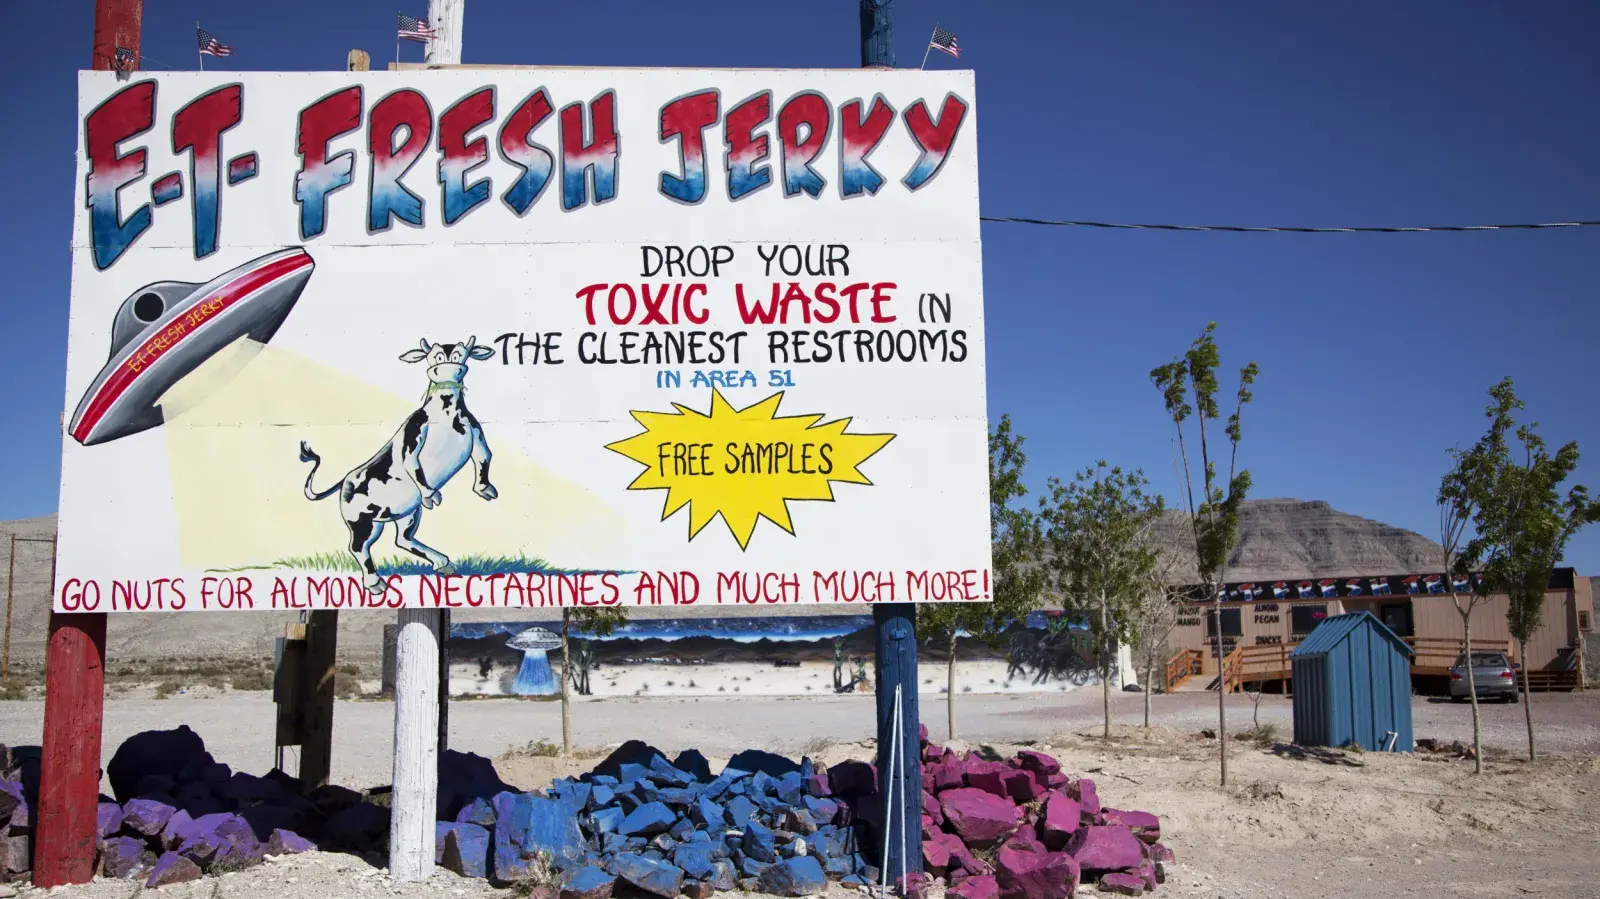 E-T- FRESH JERKY
E-T-FRESH JERKY
DROP YOUR
TOXIC WASTE IN
THE CLEANEST RESTROOMS
IN AREA 51
FREE SAMPLES
GO NUTS FOR ALMONDS, NECTARINES AND MUCH MUCH MORE!
MANGO
ALMOND
PECAN
SNACKS